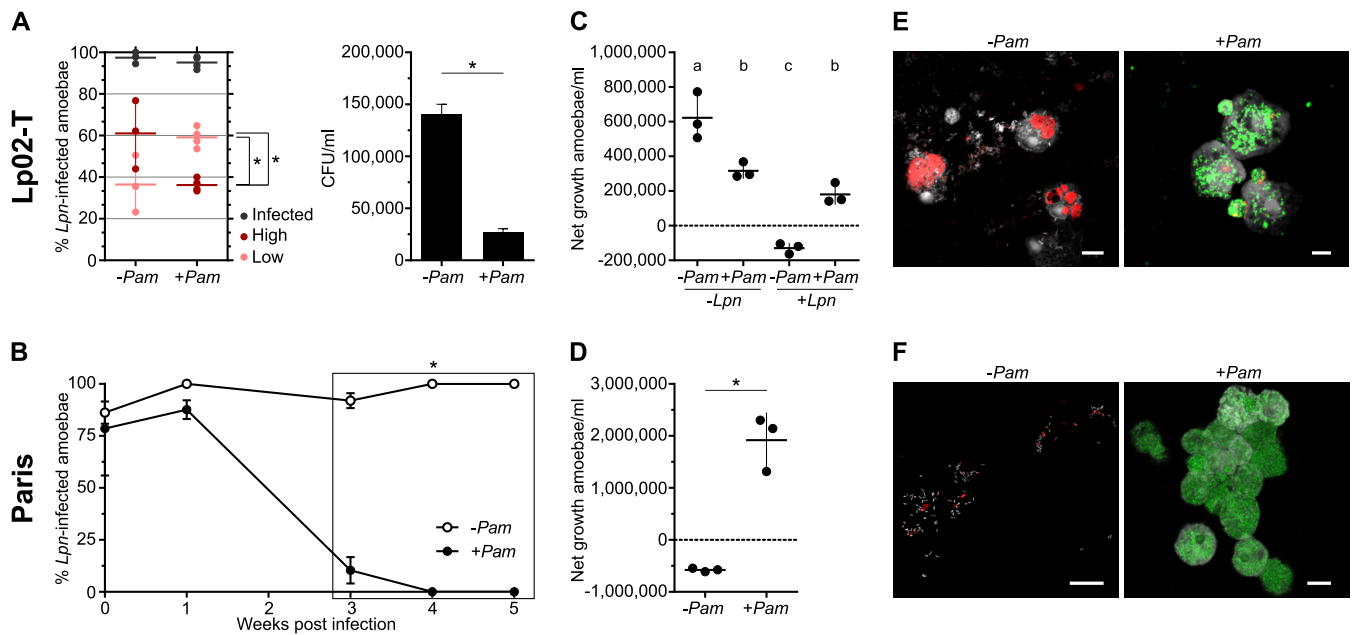 A
Lp02-T
% Lpn-infected amoebae
100
80
60
40
20
0
-Pam
+Pam
*
*
Infected
High
Low
CFU/ml
200,000
150,000
100,000
50,000
0
*
-Pam
+Pam
C
Net growth amoebae/ml
1,000,000
800,000
600,000
400,000
200,000
0
-200,000
a
b
c
b
-Pam +Pam -Pam +Pam
-Lpn
+Lpn
E
-Pam
+Pam
B
Paris
% Lpn-infected amoebae
100
75
50
25
0
*
-Pam
+Pam
0
1
2
3
4
5
Weeks post infection
D
Net growth amoebae/ml
3,000,000
2,000,000
1,000,000
0
-1,000,000
*
-Pam
+Pam
F
-Pam
+Pam